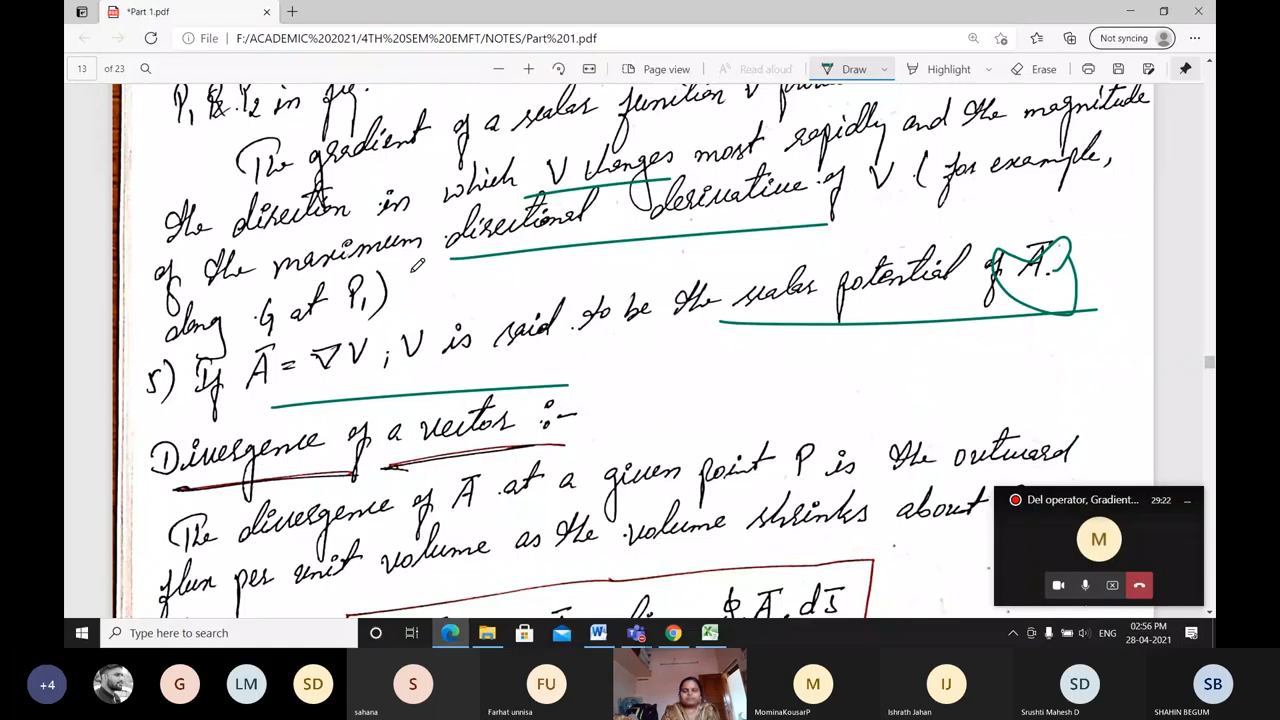 *Part 1.pdf
File F:/ACADEMIC%202021/4TH%20SEM%20EMFT/NOTES/Part%201.pdf
Not syncing
13 of 23
Page view
Read aloud
Draw
Highlight
Erase
P1 & P2 in fig.
The gradient of a scalar function V
the direction in which V changes most rapidly and the magnitude
of the maximum directional derivative of V (for example,
along G at P1)
5) If Ā = ∇V, V is said to be the scalar potential of Ā.
Divergence of a vector :-
The divergence of Ā at a given point P is the outward
flux per unit volume as the volume shrinks about
∮ Ā. ds̄
Del operator, Gradient... 29:22
M
Type here to search
ENG
02:56 PM
28-04-2021
+4
G
LM
SD
S
sahana
FU
Farhat unnisa
M
MominaKousarP
IJ
Ishrath Jahan
SD
Srushti Mahesh D
SB
SHAHIN BEGUM